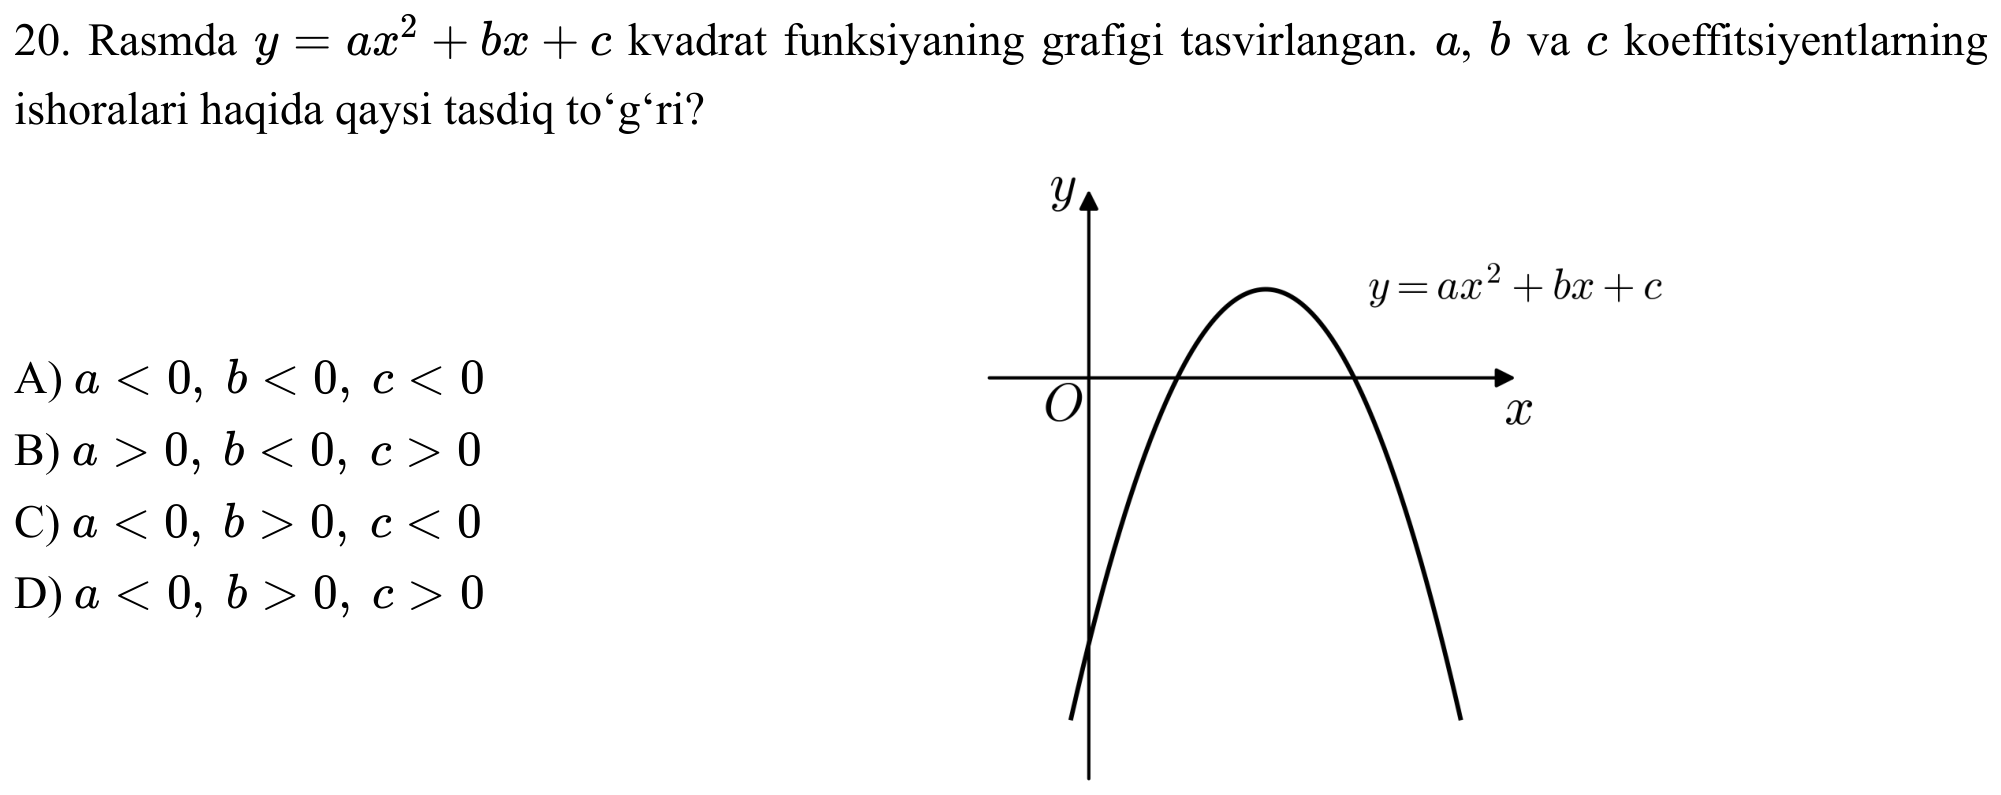 20. Rasmda y = ax² + bx + c kvadrat funksiyaning grafigi tasvirlangan. a, b va c koeffitsiyentlarning
ishoralari haqida qaysi tasdiq to‘g‘ri?
y
y = ax² + bx + c
O
x
A) a < 0, b < 0, c < 0
B) a > 0, b < 0, c > 0
C) a < 0, b > 0, c < 0
D) a < 0, b > 0, c > 0